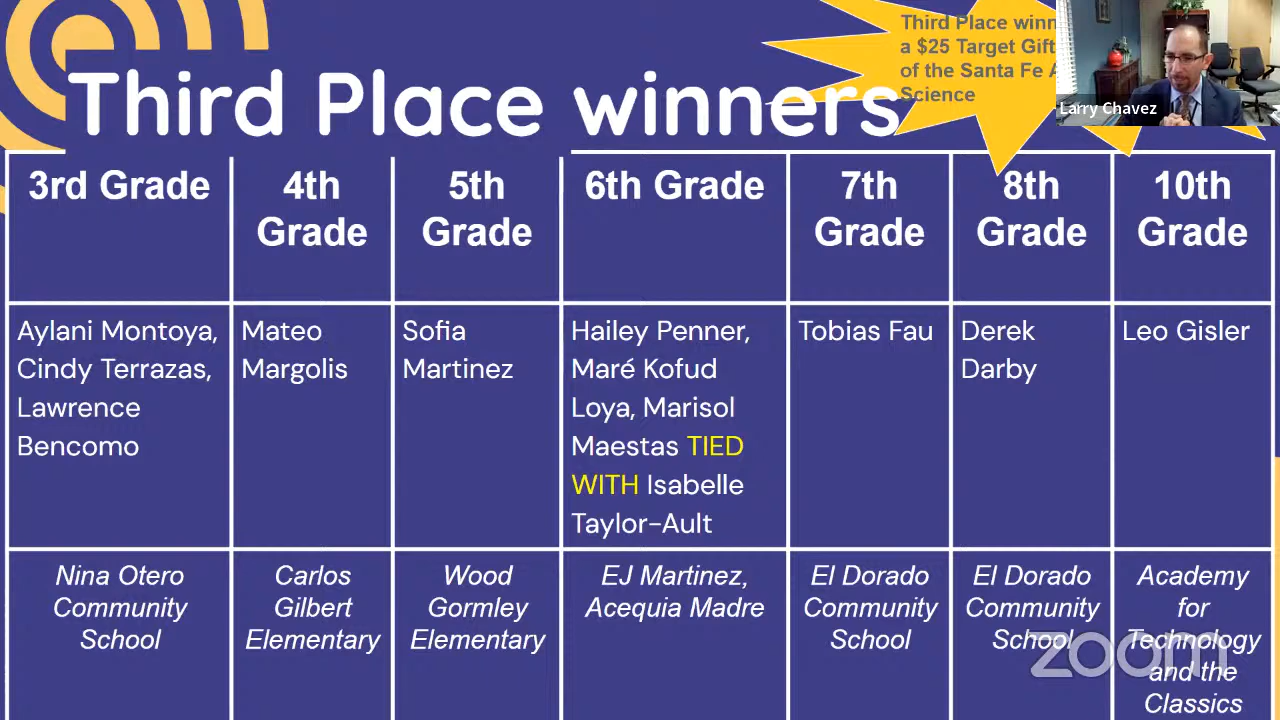 Third Place winn
a $25 Target Gift
of the Santa Fe A
Science
Larry Chavez
Third Place winners
3rd Grade
4th
Grade
5th
Grade
6th Grade
7th
Grade
8th
Grade
10th
Grade
Aylani Montoya,
Cindy Terrazas,
Lawrence
Bencomo
Mateo
Margolis
Sofia
Martinez
Hailey Penner,
Maré Kofud
Loya, Marisol
Maestas TIED
WITH Isabelle
Taylor-Ault
Tobias Fau
Derek
Darby
Leo Gisler
Nina Otero
Community
School
Carlos
Gilbert
Elementary
Wood
Gormley
Elementary
EJ Martinez,
Acequia Madre
El Dorado
Community
School
El Dorado
Community
School
Academy
for
Technology
and the
Classics
zoom